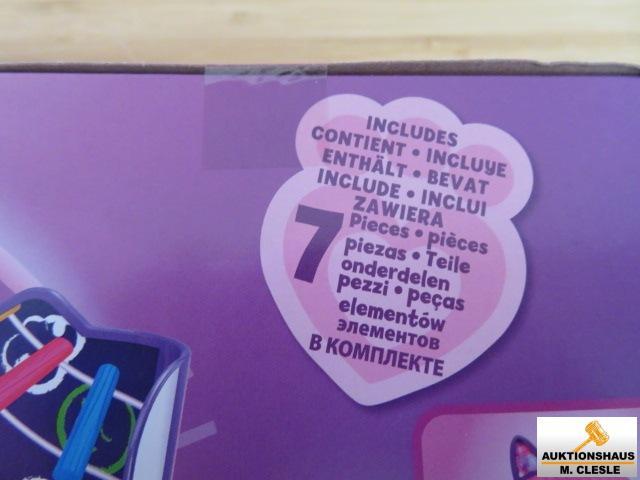 INCLUDES
CONTIENT • INCLUYE
ENTHÄLT • BEVAT
INCLUDE • INCLUI
ZAWIERA
7
Pieces • pièces
piezas • Teile
onderdelen
pezzi • peças
elementów
элементов
В КОМПЛЕКТЕ
AUKTIONSHAUS
M. CLESLE